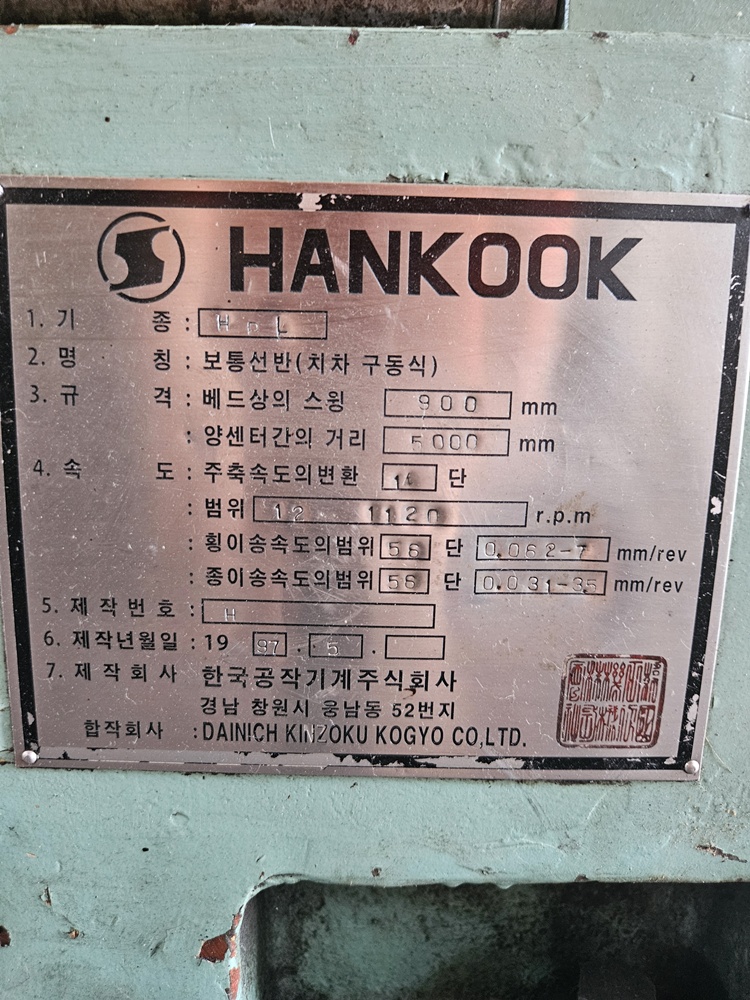 HANKOOK
1. 기 종 :
2. 명 칭 : 보통선반(치차 구동식)
3. 규 격 : 베드상의 스윙 900 mm
: 양센터간의 거리 5000 mm
4. 속 도 : 주축속도의변환 단
: 범위 12 1120 r.p.m
: 횡이송속도의범위 56 단 0.062-7 mm/rev
: 종이송속도의범위 56 단 0.031-3.5 mm/rev
5. 제 작 번 호 : H
6. 제작년월일 : 19 97 . 5 .
7. 제 작 회 사 한국공작기계주식회사
경남 창원시 웅남동 52번지
합작회사 : DAINICH KINZOKU KOGYO CO,LTD.